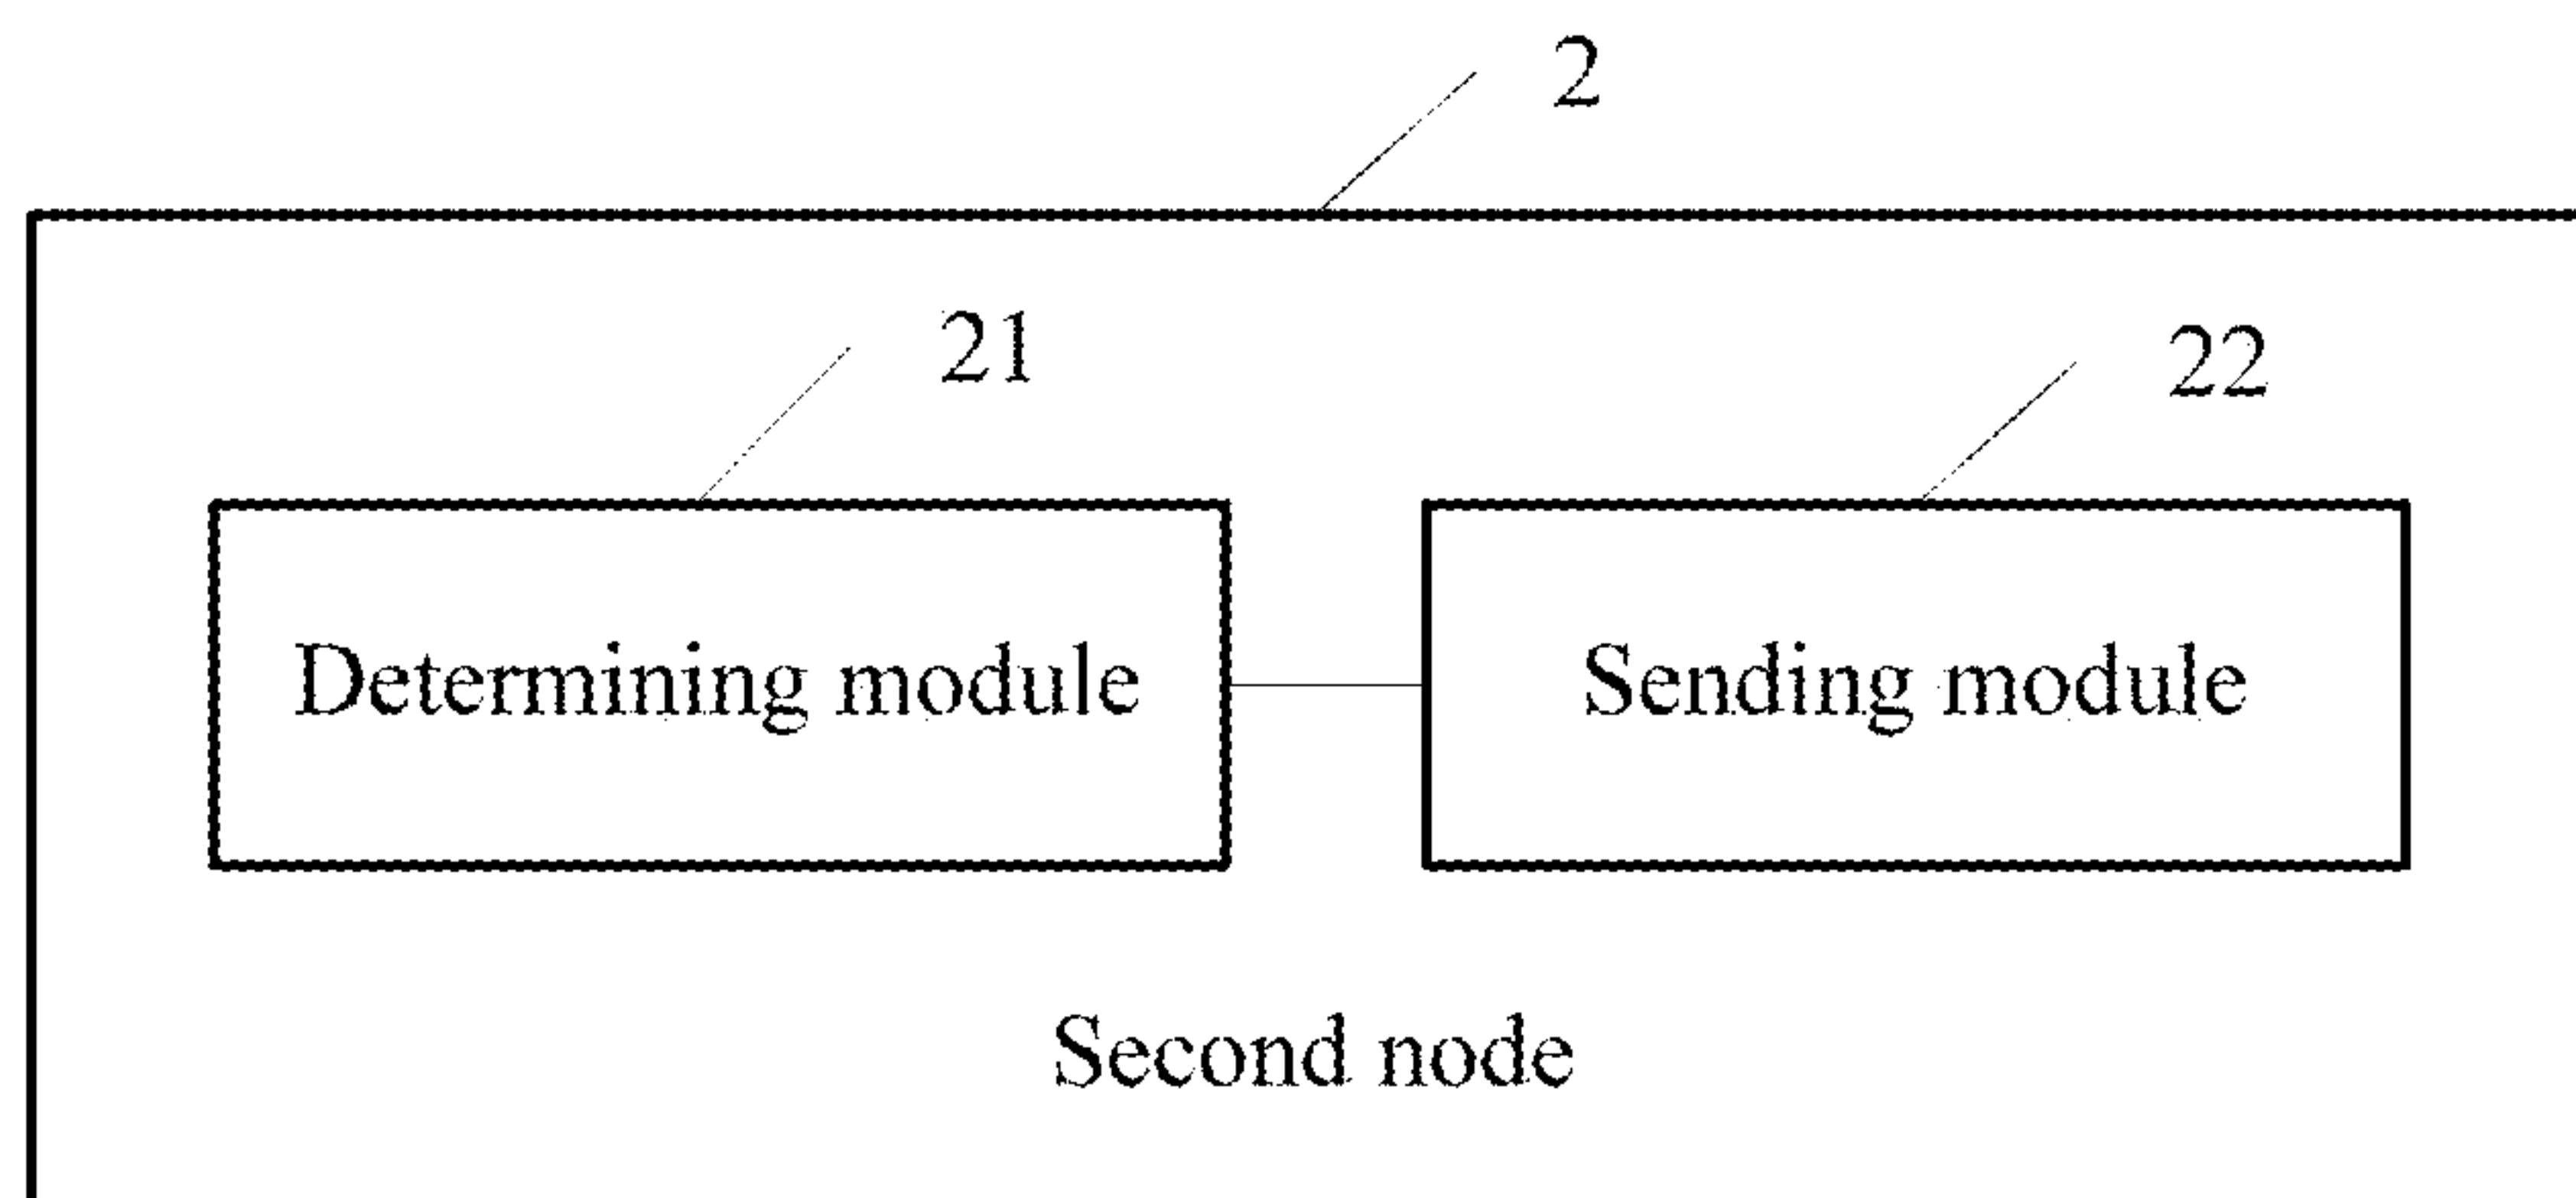 2
21
22
Determining module
Sending module
Second node